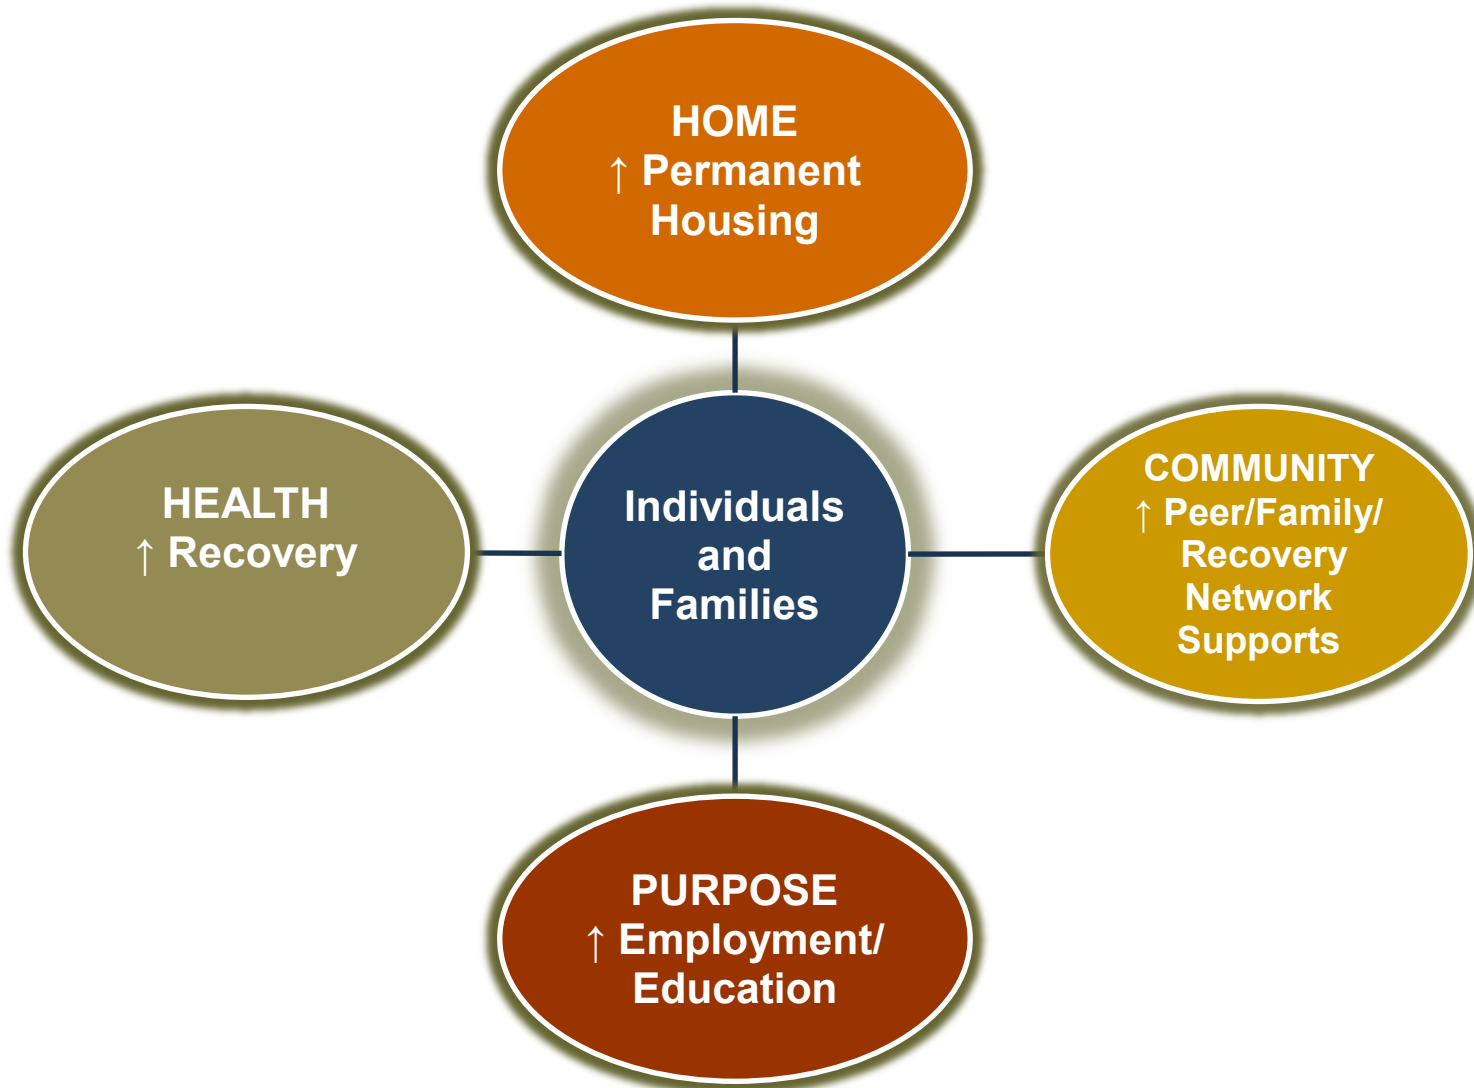 HOME
↑ Permanent
Housing
HEALTH
↑ Recovery
Individuals
and
Families
COMMUNITY
↑ Peer/Family/
Recovery
Network
Supports
PURPOSE
↑ Employment/
Education